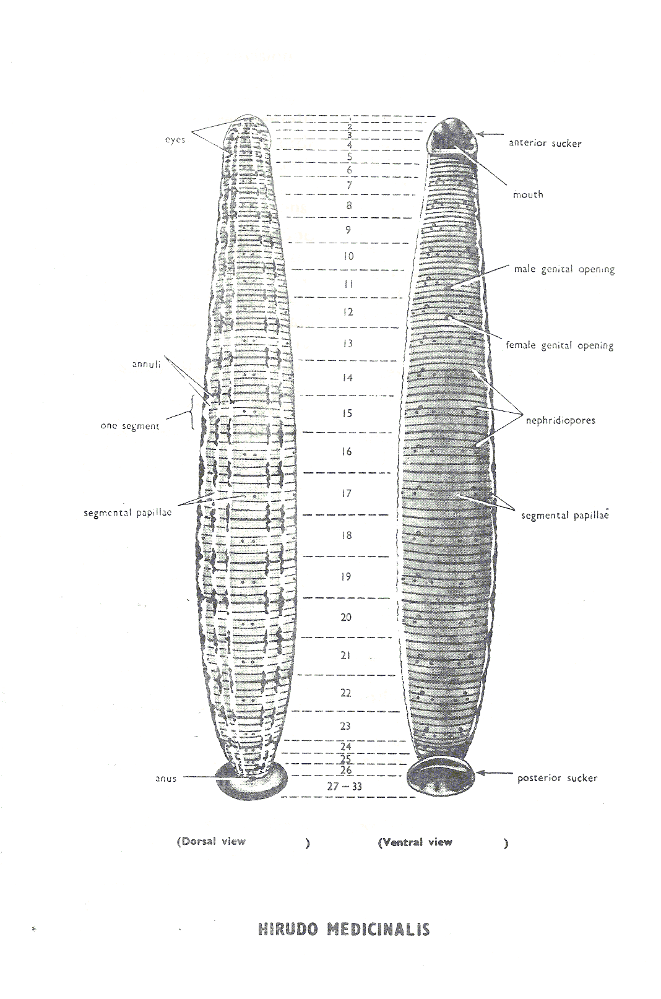 1
2
eyes
3
anterior sucker
4
5
6
7
mouth
8
9
10
male genital opening
11
12
female genital opening
13
annuli
14
15
one segment
nephridiopores
16
17
segmental papillae
segmental papillae
18
19
20
21
22
23
24
25
26
anus
posterior sucker
27 – 33
(Dorsal view )
(Ventral view )
HIRUDO MEDICINALIS